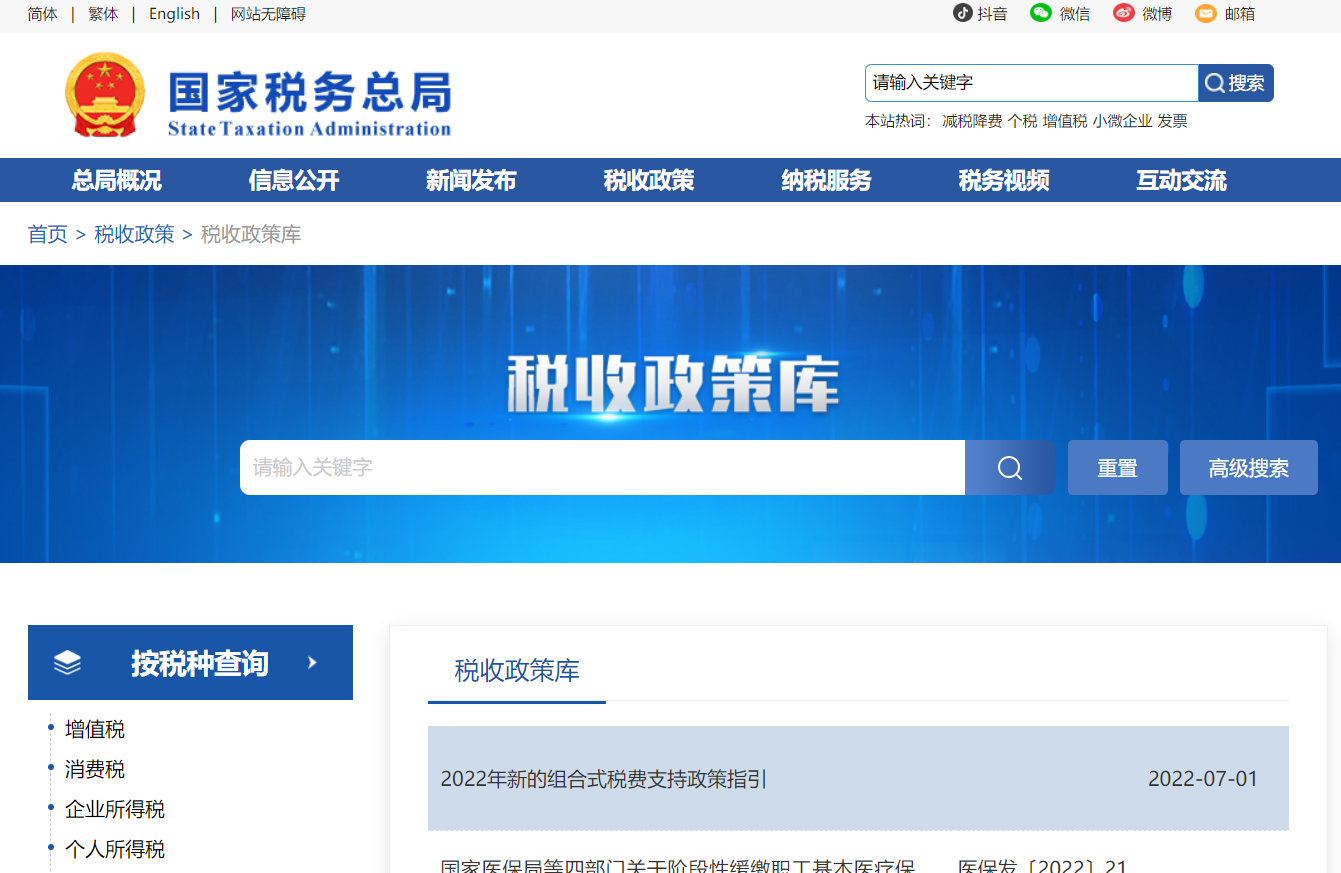 简体 | 繁体 | English | 网站无障碍
抖音 微信 微博 邮箱
国家税务总局
State Taxation Administration
请输入关键字 搜索
本站热词： 减税降费 个税 增值税 小微企业 发票
总局概况 信息公开 新闻发布 税收政策 纳税服务 税务视频 互动交流
首页 > 税收政策 > 税收政策库
税收政策库
请输入关键字 重置 高级搜索
按税种查询
增值税
消费税
企业所得税
个人所得税
税收政策库
2022年新的组合式税费支持政策指引 2022-07-01
国家医保局等四部门关于阶段性缓缴职工基本医疗保 医保发〔2022〕21